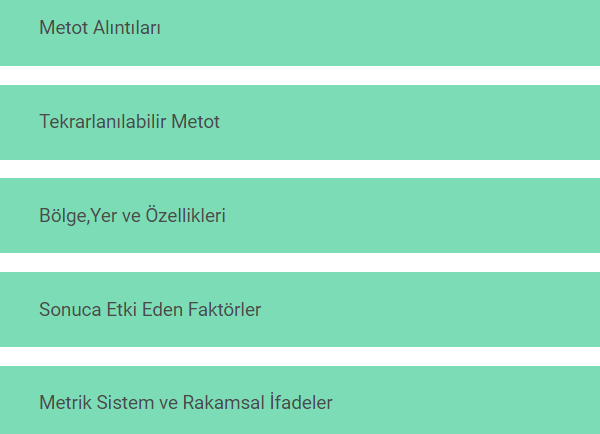 Metot Alıntıları
Tekrarlanılabilir Metot
Bölge,Yer ve Özellikleri
Sonuca Etki Eden Faktörler
Metrik Sistem ve Rakamsal İfadeler